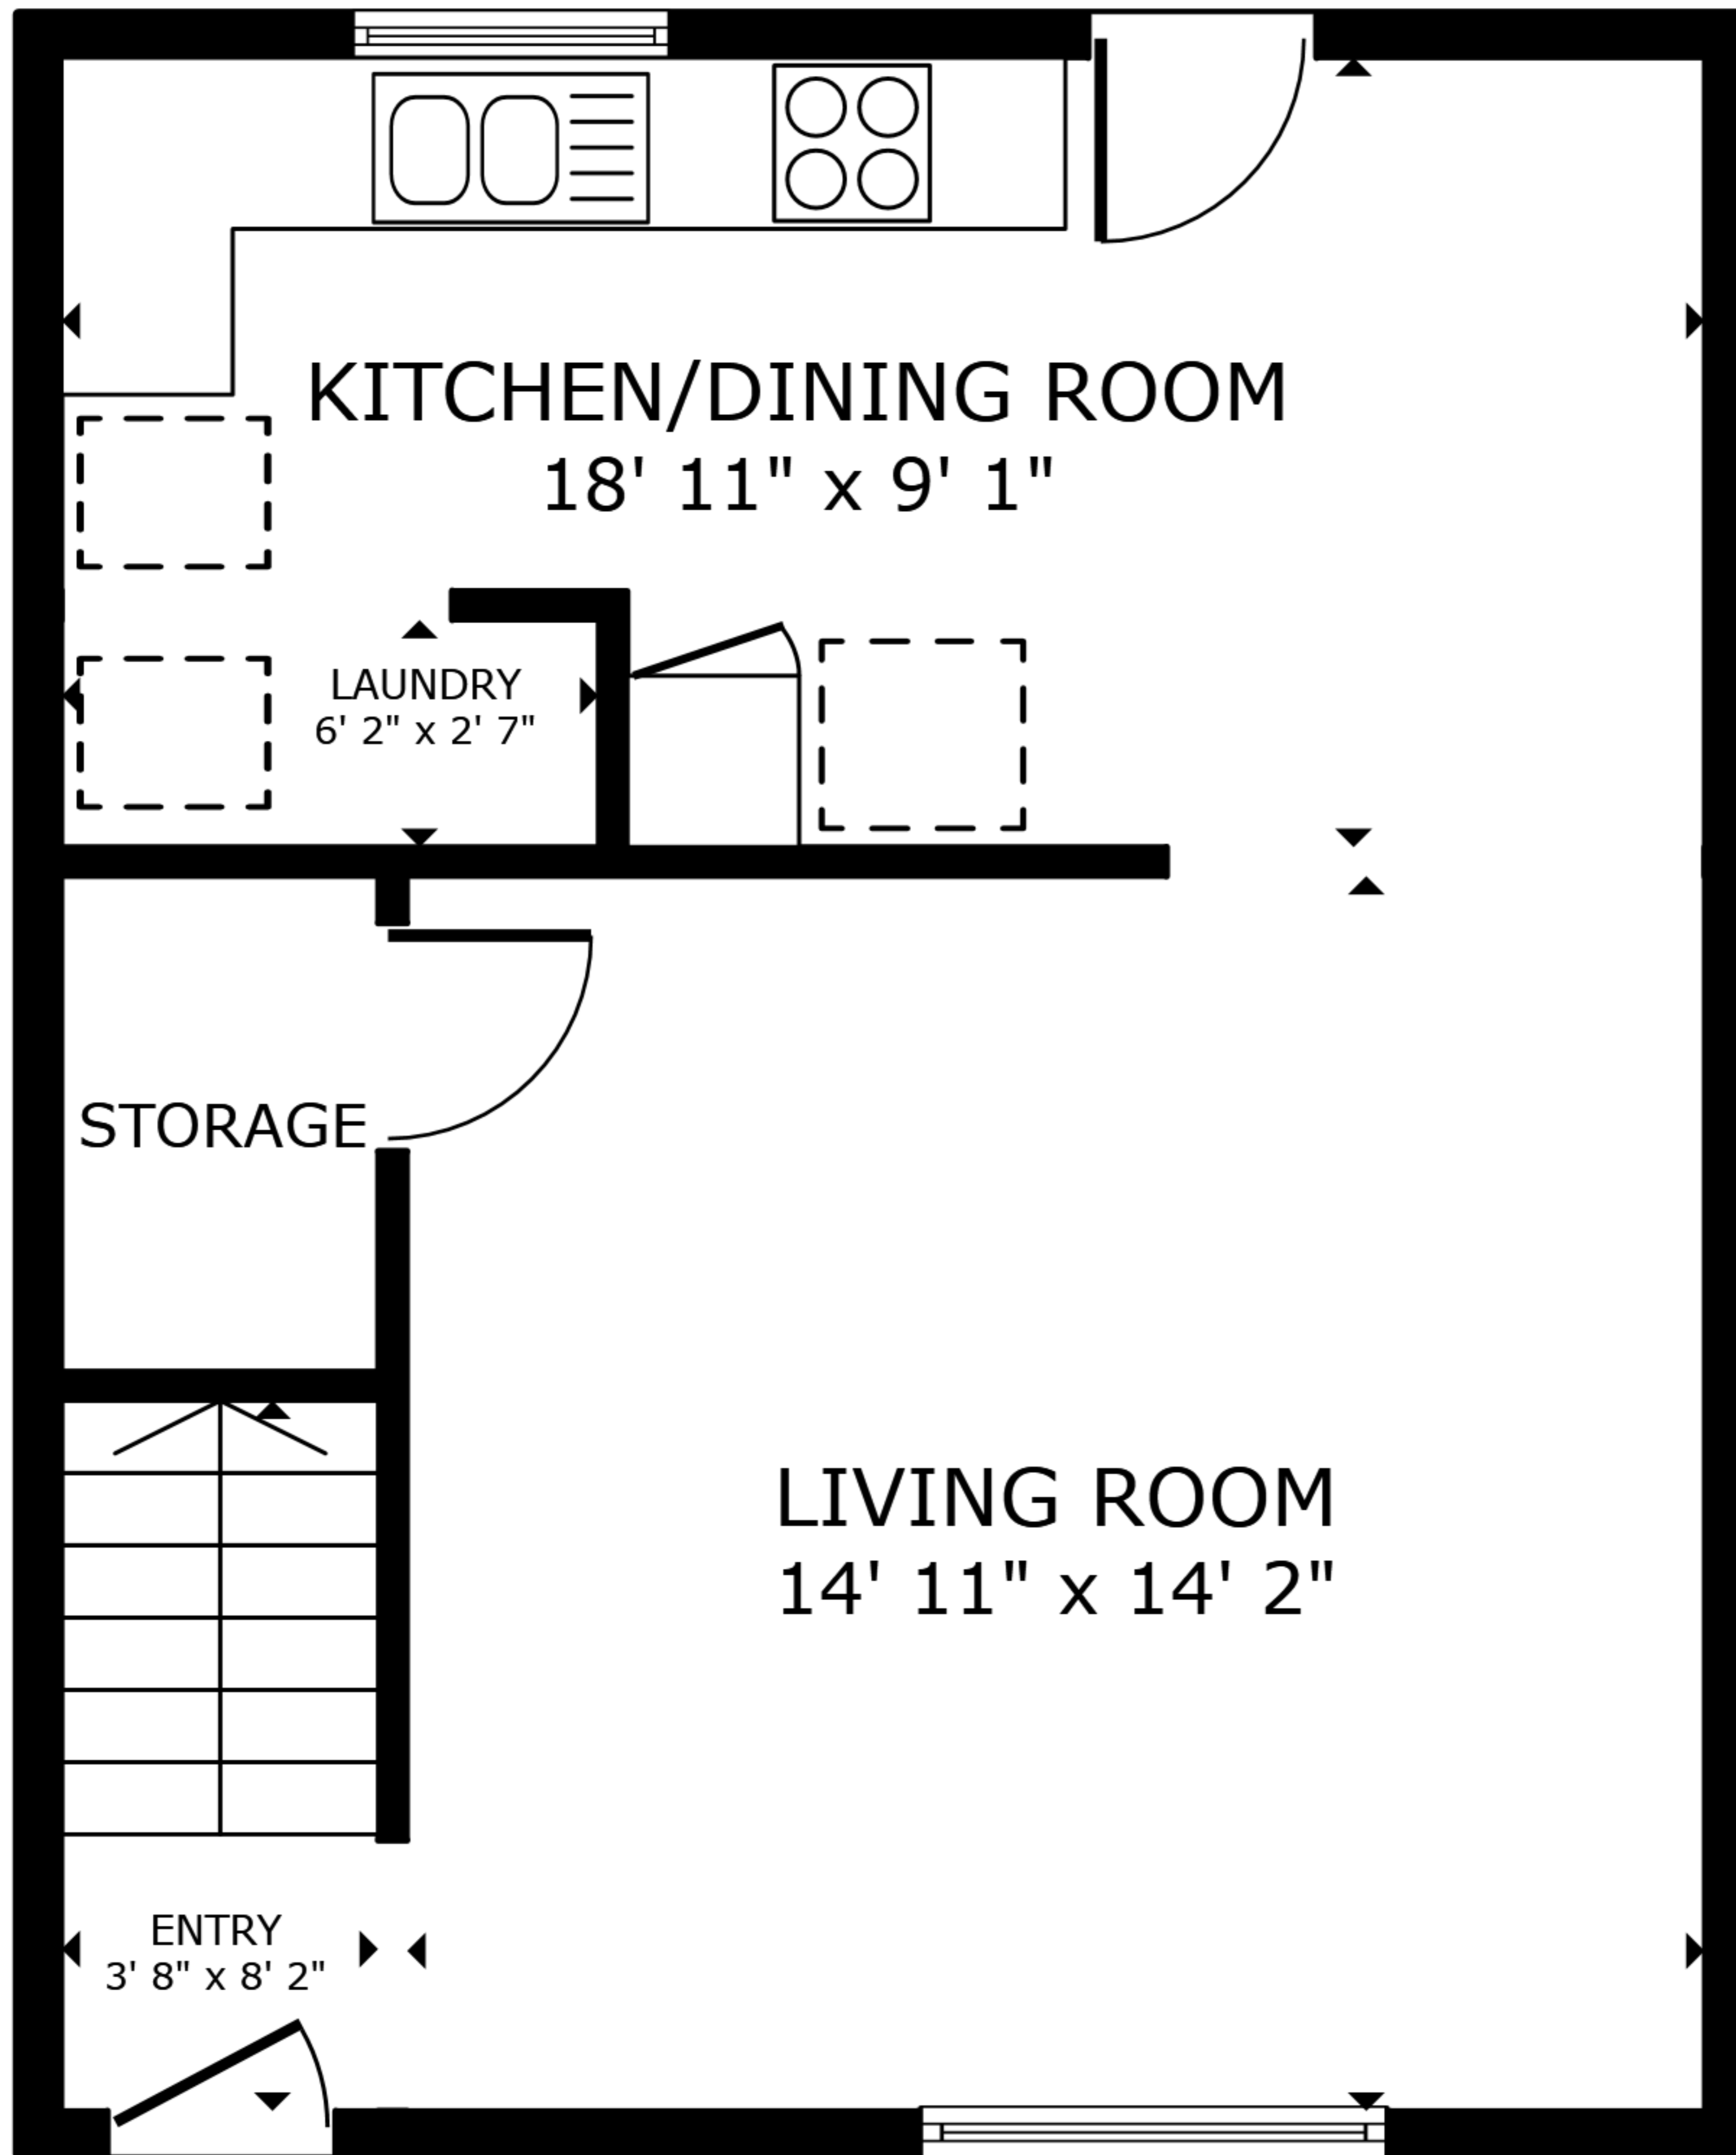 KITCHEN/DINING ROOM
18' 11" x 9' 1"
LAUNDRY
6' 2" x 2' 7"
STORAGE
LIVING ROOM
14' 11" x 14' 2"
ENTRY
3' 8" x 8' 2"